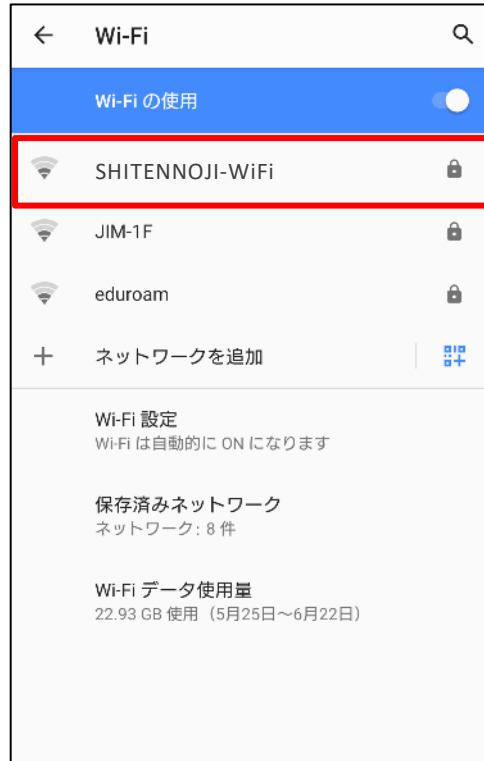 Wi-Fi
Wi-Fi の使用
SHITENNOJI-WiFi
JIM-1F
eduroam
ネットワークを追加
Wi-Fi 設定
Wi-Fi は自動的に ON になります
保存済みネットワーク
ネットワーク: 8 件
Wi-Fi データ使用量
22.93 GB 使用（5月25日～6月22日）